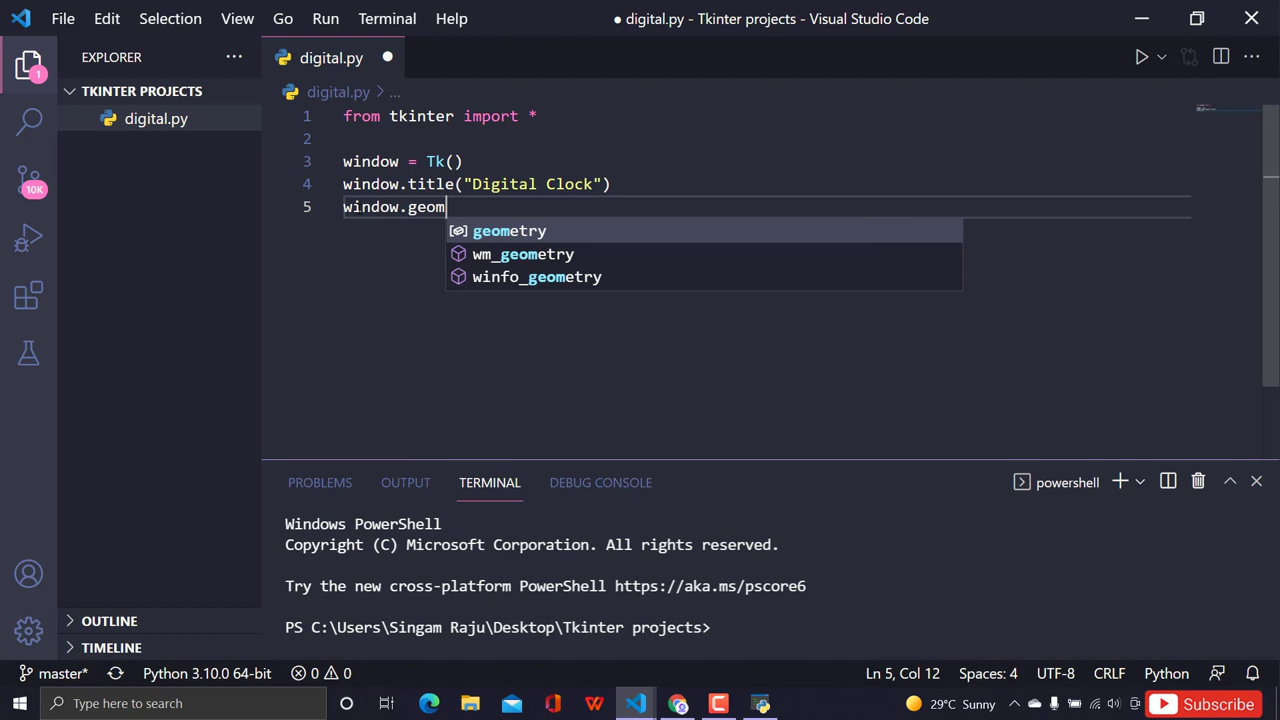 File Edit Selection View Go Run Terminal Help ● digital.py - Tkinter projects - Visual Studio Code
EXPLORER ···
digital.py ●
1
TKINTER PROJECTS
digital.py > ...
digital.py
1 from tkinter import *
2
3 window = Tk()
4 window.title("Digital Clock")
5 window.geom
10K
geometry
wm_geometry
winfo_geometry
PROBLEMS OUTPUT TERMINAL DEBUG CONSOLE powershell
Windows PowerShell
Copyright (C) Microsoft Corporation. All rights reserved.
Try the new cross-platform PowerShell https://aka.ms/pscore6
PS C:\Users\Singam Raju\Desktop\Tkinter projects>
OUTLINE
TIMELINE
master* Python 3.10.0 64-bit 0 0 Ln 5, Col 12 Spaces: 4 UTF-8 CRLF Python
Type here to search 29°C Sunny Subscribe